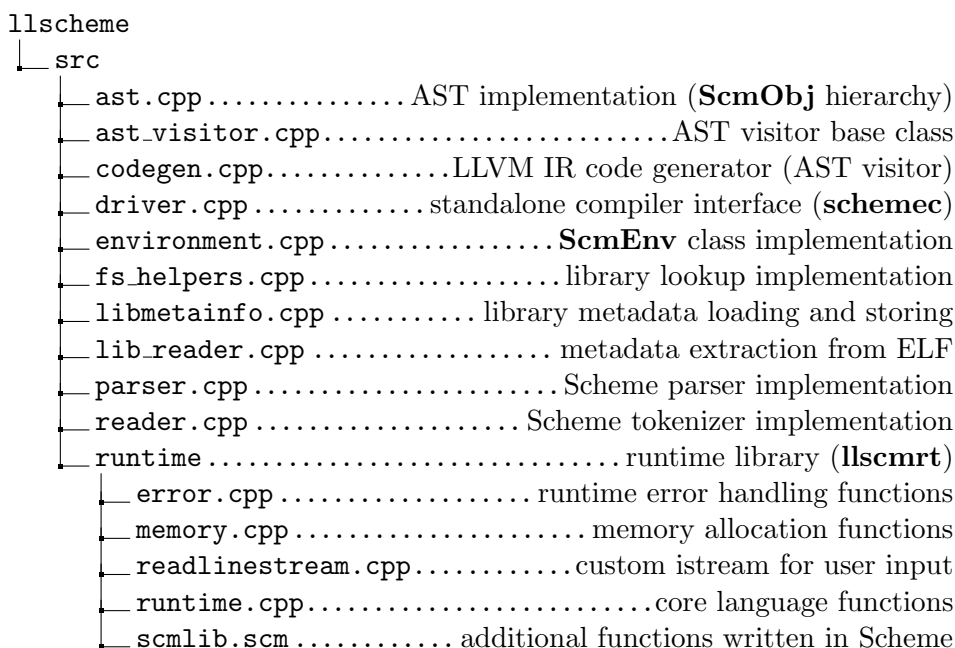 llscheme
src
ast.cpp...............AST implementation (ScmObj hierarchy)
ast_visitor.cpp.........................AST visitor base class
codegen.cpp..............LLVM IR code generator (AST visitor)
driver.cpp.............standalone compiler interface (schemec)
environment.cpp..................ScmEnv class implementation
fs_helpers.cpp...................library lookup implementation
libmetainfo.cpp...........library metadata loading and storing
lib_reader.cpp..................metadata extraction from ELF
parser.cpp.......................Scheme parser implementation
reader.cpp....................Scheme tokenizer implementation
runtime...............................runtime library (llscmrt)
error.cpp...................runtime error handling functions
memory.cpp......................memory allocation functions
readlinestream.cpp............custom istream for user input
runtime.cpp..........................core language functions
scmlib.scm............additional functions written in Scheme